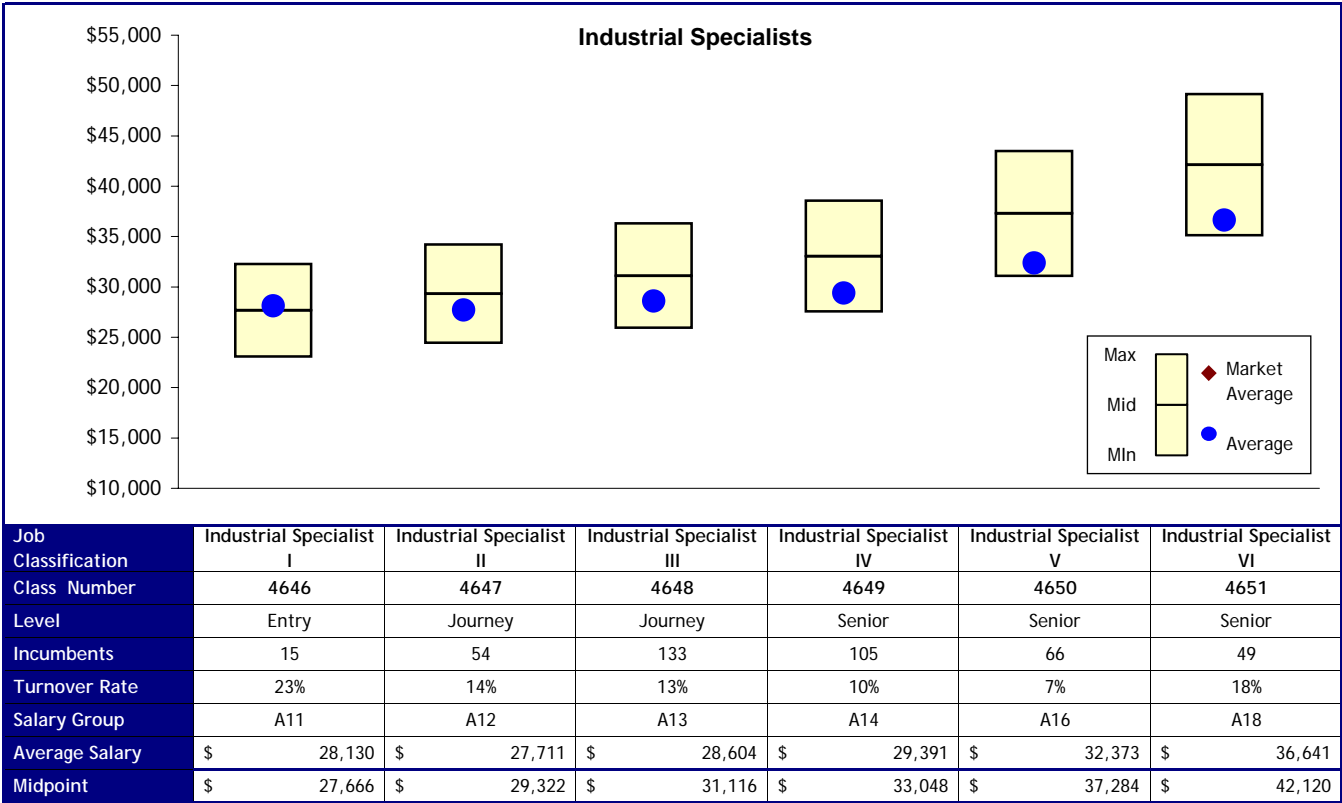 Industrial Specialists
$55,000
$50,000
$45,000
$40,000
$35,000
$30,000
$25,000
$20,000
$15,000
$10,000
Max
Mid
MIn
Market
Average
Average
Job Classification Industrial Specialist I Industrial Specialist II Industrial Specialist III Industrial Specialist IV Industrial Specialist V Industrial Specialist VI
Class Number 4646 4647 4648 4649 4650 4651
Level Entry Journey Journey Senior Senior Senior
Incumbents 15 54 133 105 66 49
Turnover Rate 23% 14% 13% 10% 7% 18%
Salary Group A11 A12 A13 A14 A16 A18
Average Salary $ 28,130 $ 27,711 $ 28,604 $ 29,391 $ 32,373 $ 36,641
Midpoint $ 27,666 $ 29,322 $ 31,116 $ 33,048 $ 37,284 $ 42,120